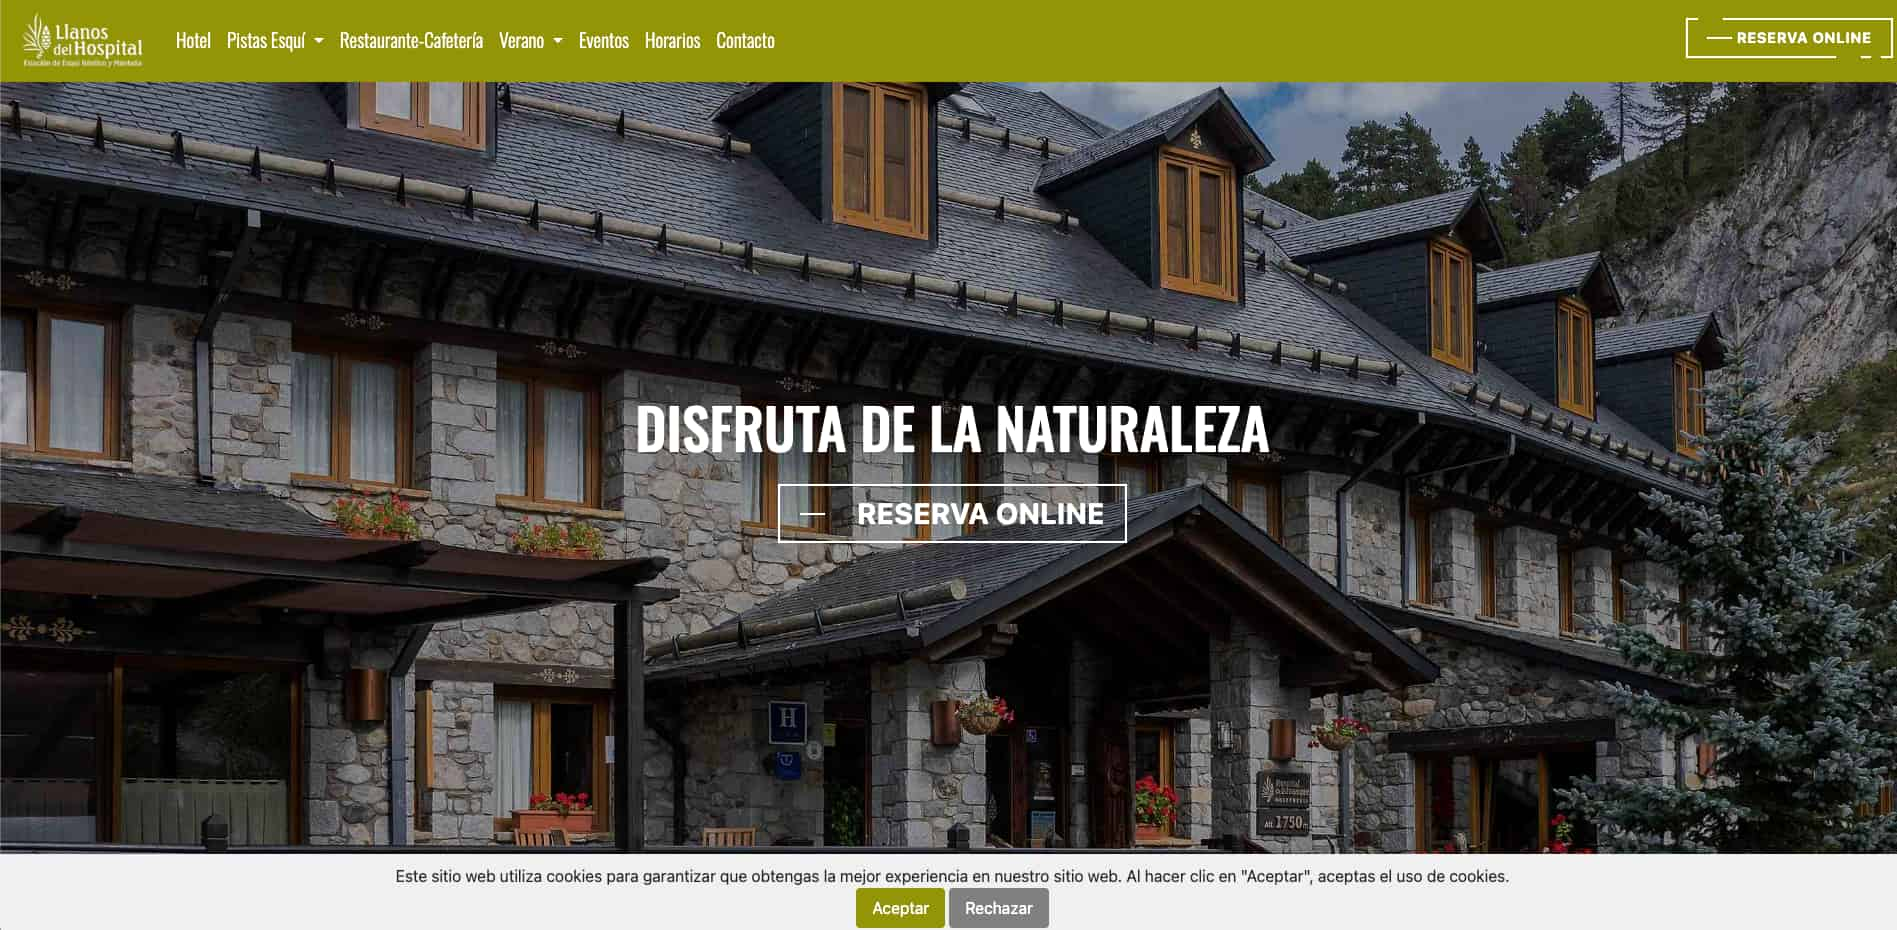 Llanos
del Hospital
Estación de Esquí Nórdico y Montaña
Hotel
Pistas Esquí
Restaurante-Cafetería
Verano
Eventos
Horarios
Contacto
RESERVA ONLINE
DISFRUTA DE LA NATURALEZA
RESERVA ONLINE
H
Hospital
de Benasque
Alt. 1750 m
Este sitio web utiliza cookies para garantizar que obtengas la mejor experiencia en nuestro sitio web. Al hacer clic en "Aceptar", aceptas el uso de cookies.
Aceptar
Rechazar